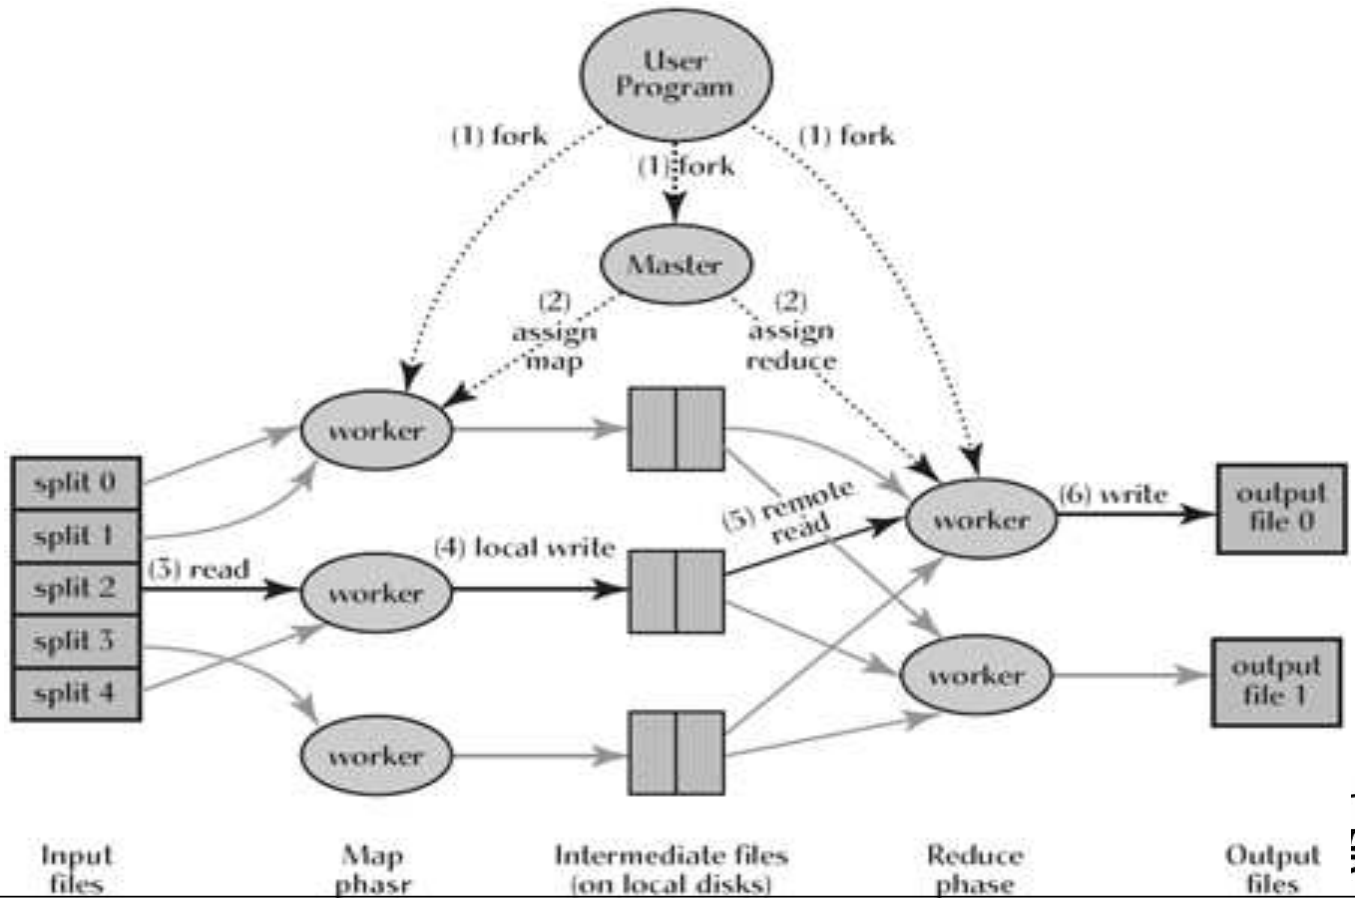 User
Program
(1) fork
(1) fork
(1) fork
Master
(2)
assign
map
(2)
assign
reduce
worker
split 0
split 1
split 2
split 3
split 4
(3) read
worker
(4) local write
worker
(5) remote
read
worker
(6) write
output
file 0
worker
output
file 1
Input
files
Map
phasr
Intermediate files
(on local disks)
Reduce
phase
Output
files